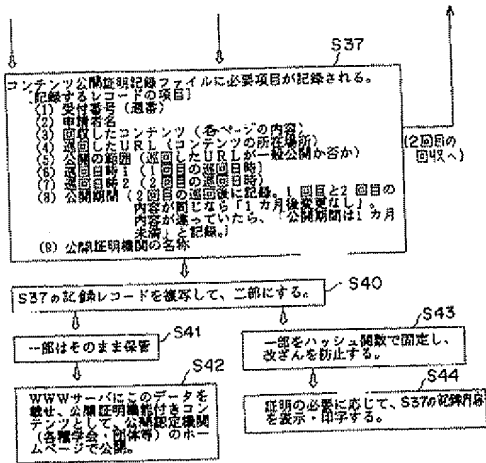 S37
コンテンツ公開証明記録ファイルに必要項目が記録される。
[記録するレコードの項目]
(1) 受付番号(通番)
(2) 申請者名
(3) 回収したコンテンツ(各ページの内容)
(4) 巡回したURL(コンテンツの所在場所)
(5) 公開の範囲(巡回したURLが一般公開か否か)
(6) 巡回日時1(1回目の巡回日時)
(7) 巡回日時2(2回目の巡回日時)
(8) 公開期間(2回目の巡回後に記録。1回目と2回目の
内容が同じなら「1カ月後変更なし」。
内容が違っていたら、「公開期間は1カ月
未満」と記録。)
(9) 公開証明機関の名称
(2回目の
回収へ)
S40
S37の記録レコードを複写して、二部にする。
S41
一部はそのまま保管
S42
WWWサーバにこのデータを
載せ、公開証明機能付きコン
テンツとして、公開認定機関
(各種学会・団体等)のホー
ムページで公開。
S43
一部をハッシュ関数で固定し、
改ざんを防止する。
S44
証明の必要に応じて、S37の記録内容
を表示・印字する。